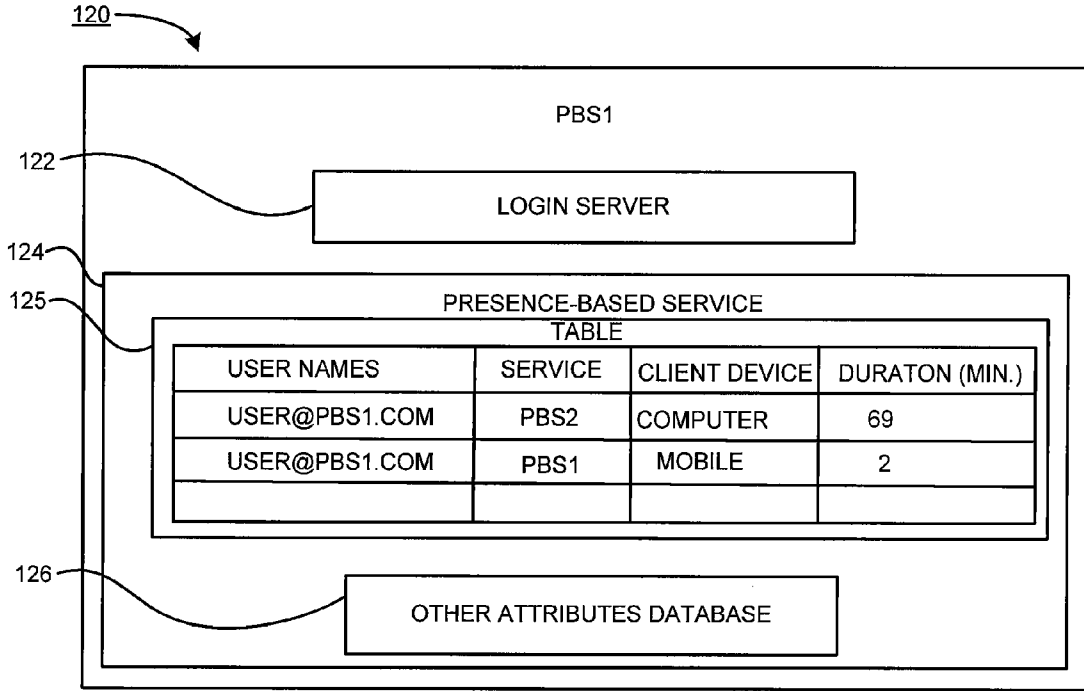 120
PBS1
122
LOGIN SERVER
124
125
PRESENCE-BASED SERVICE
TABLE
USER NAMES SERVICE CLIENT DEVICE DURATON (MIN.)
USER@PBS1.COM PBS2 COMPUTER 69
USER@PBS1.COM PBS1 MOBILE 2
126
OTHER ATTRIBUTES DATABASE